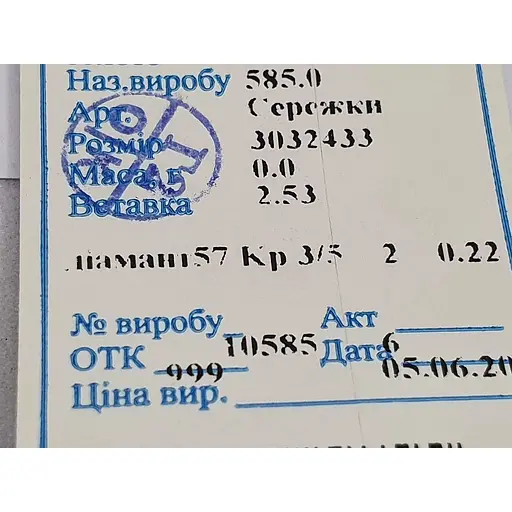 Наз.виробу 585.0
Арт. Сережки
Розмір 3032433
Маса, г. 0.0
Вставка 2.53
діамант57 Кр 3/5 2 0.22
№ виробу Акт
ОТК 10585 Дата 6
999 05.06.20
Ціна вир.